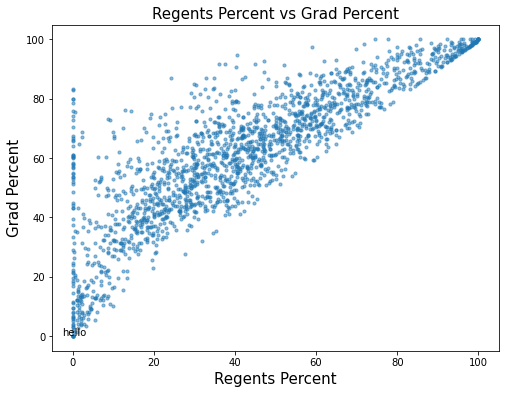 Regents Percent vs Grad Percent
100
80
60
40
20
0
Grad Percent
hello
0 20 40 60 80 100
Regents Percent